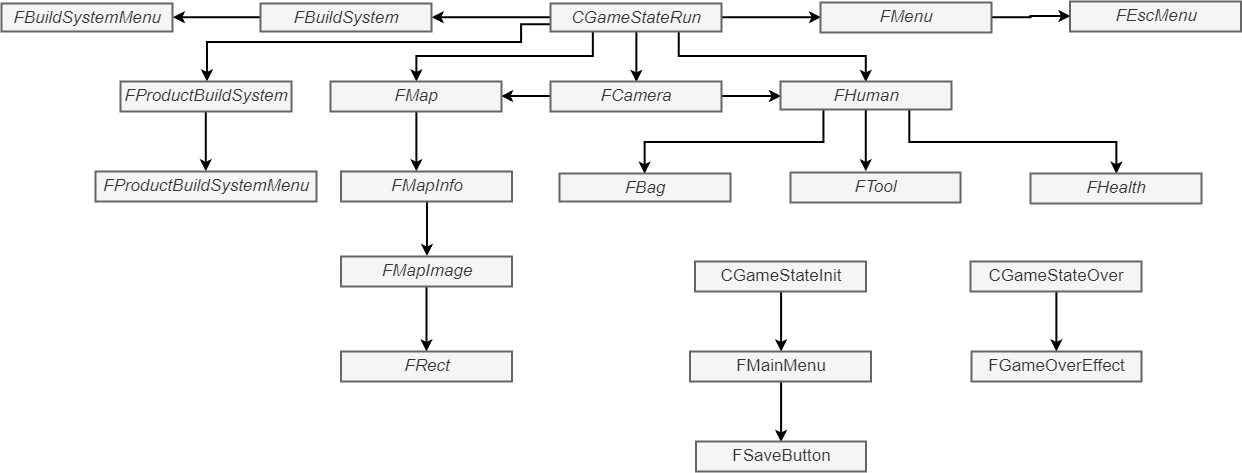 FBuildSystemMenu
FBuildSystem
CGameStateRun
FMenu
FEscMenu
FProductBuildSystem
FMap
FCamera
FHuman
FProductBuildSystemMenu
FMapInfo
FBag
FTool
FHealth
FMapImage
CGameStateInit
CGameStateOver
FRect
FMainMenu
FGameOverEffect
FSaveButton